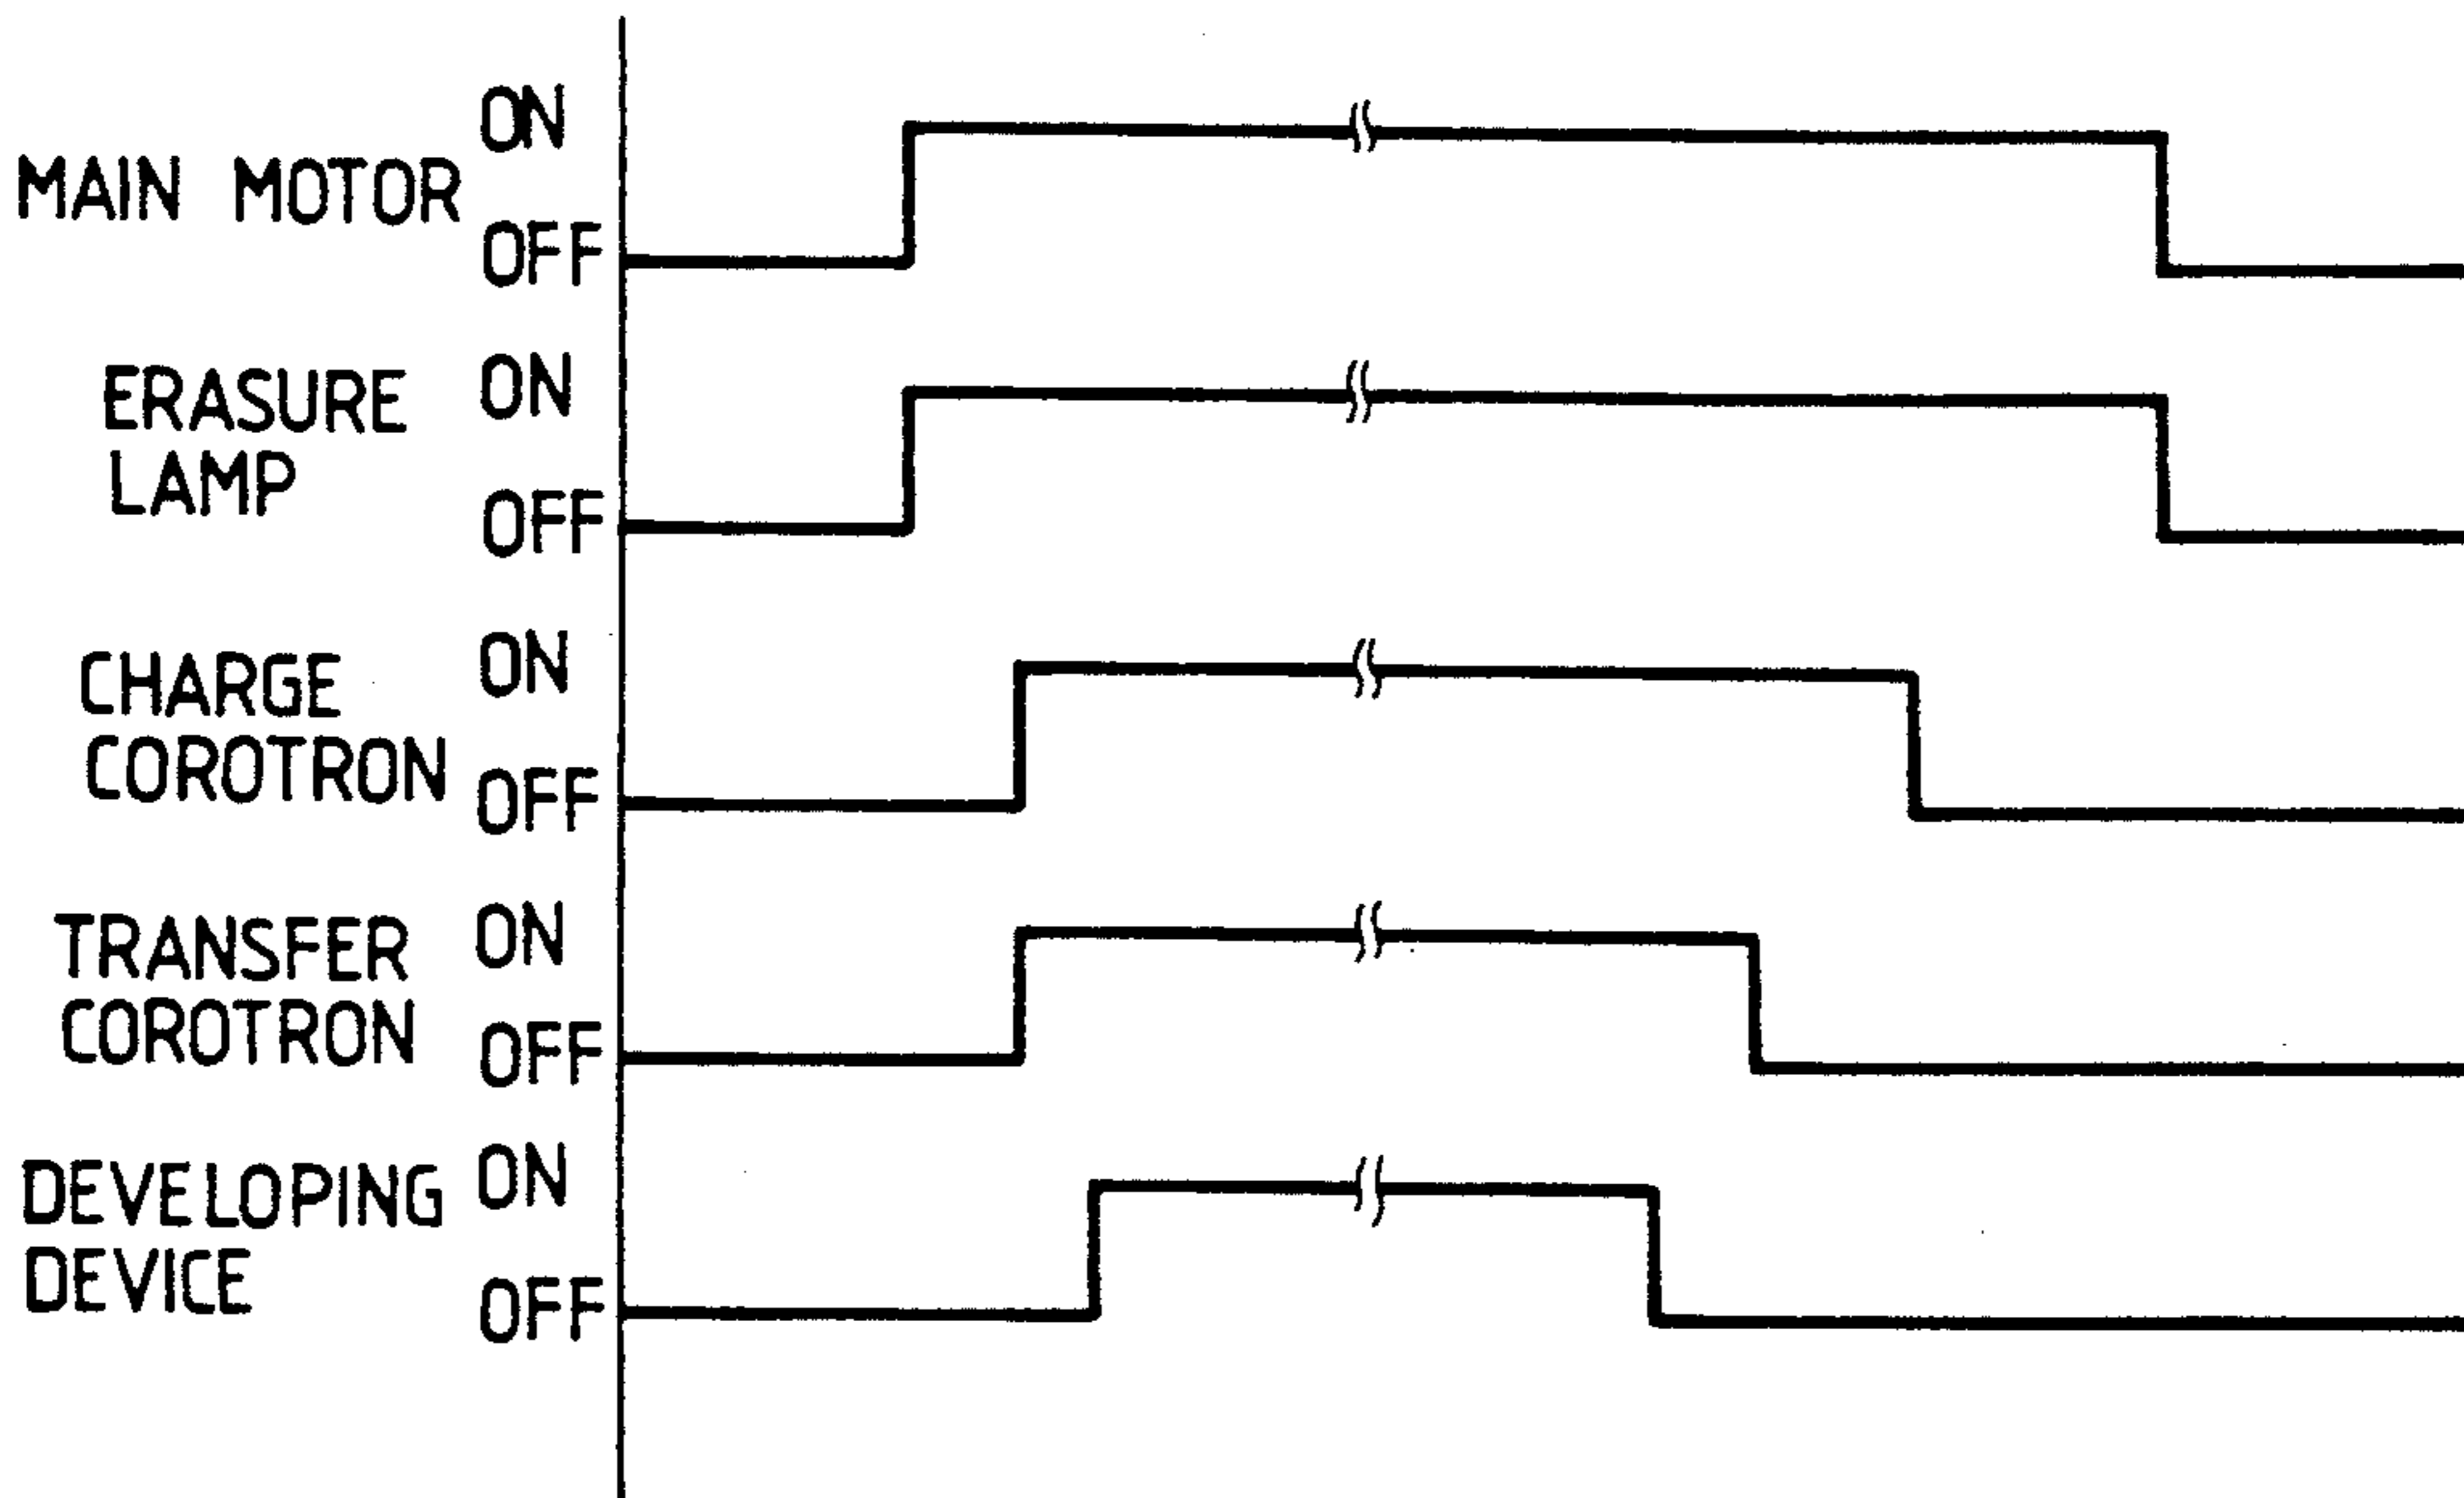 ON
MAIN MOTOR
OFF
ON
ERASURE
LAMP
OFF
ON
CHARGE
COROTRON
OFF
ON
TRANSFER
COROTRON
OFF
ON
DEVELOPING
DEVICE
OFF